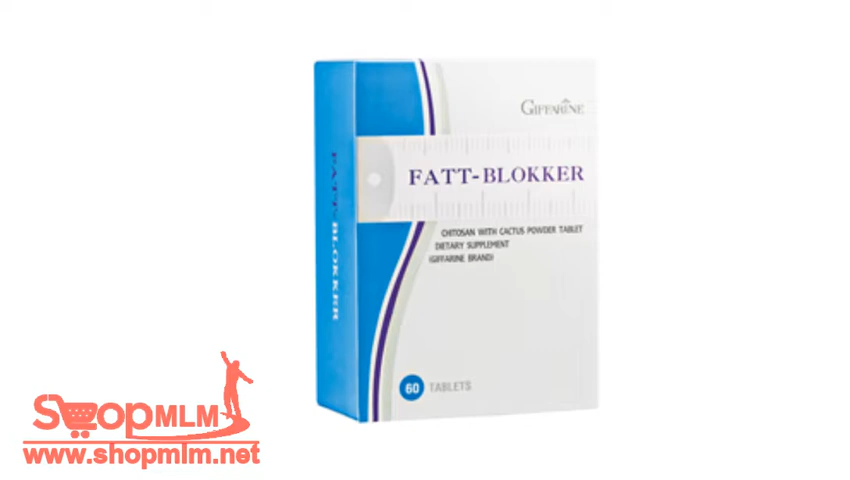 GIFFARINE
FATT-BLOKKER
FATT-BLOKKER
CHITOSAN WITH CACTUS POWDER TABLET
DIETARY SUPPLEMENT
(GIFFARINE BRAND)
60 TABLETS
ShopMLM
www.shopmlm.net